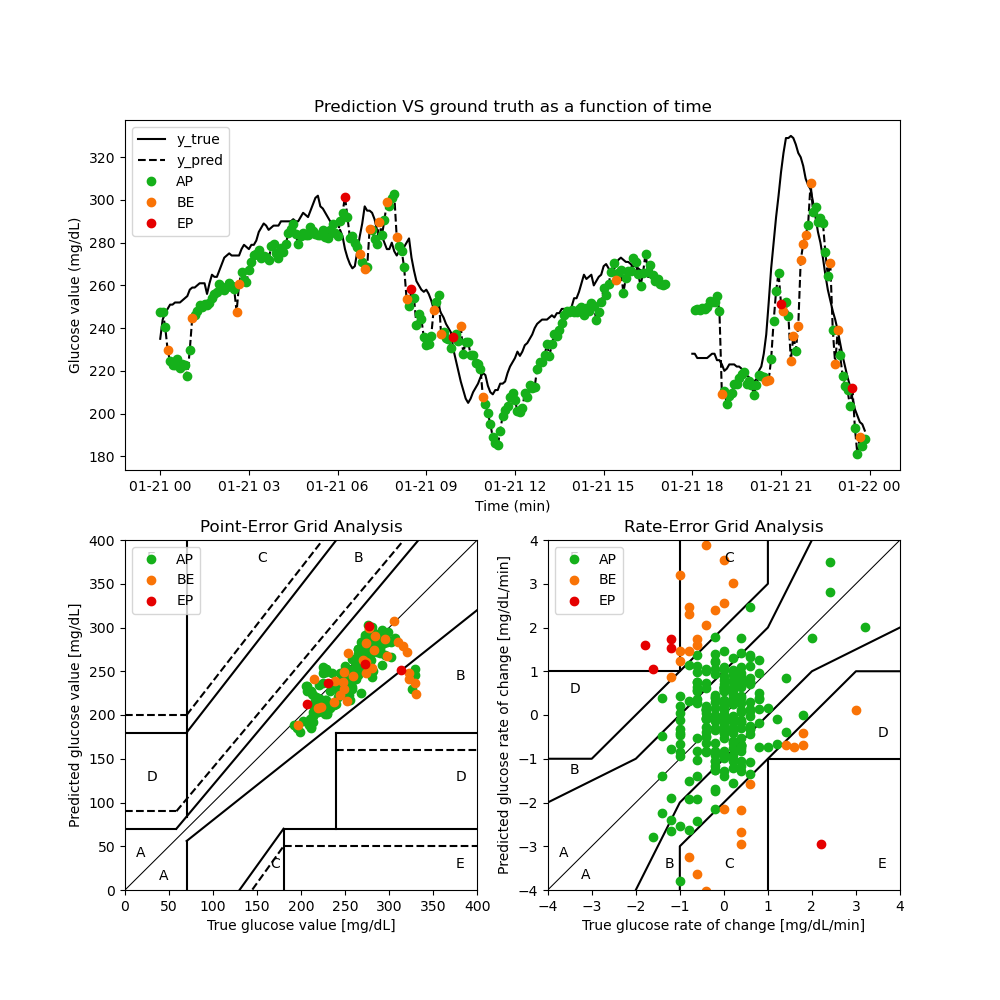 Prediction VS ground truth as a function of time
y_true
y_pred
AP
BE
EP
Glucose value (mg/dL)
320
300
280
260
240
220
200
180
01-21 00 01-21 03 01-21 06 01-21 09 01-21 12 01-21 15 01-21 18 01-21 21 01-22 00
Time (min)
Point-Error Grid Analysis
AP
BE
EP
Predicted glucose value [mg/dL]
400
350
300
250
200
150
100
50
0
C
B
B
D
D
A
A
C
E
0 50 100 150 200 250 300 350 400
True glucose value [mg/dL]
Rate-Error Grid Analysis
AP
BE
EP
Predicted glucose rate of change [mg/dL/min]
4
3
2
1
0
−1
−2
−3
−4
C
D
D
B
A
A
B
C
E
−4 −3 −2 −1 0 1 2 3 4
True glucose rate of change [mg/dL/min]